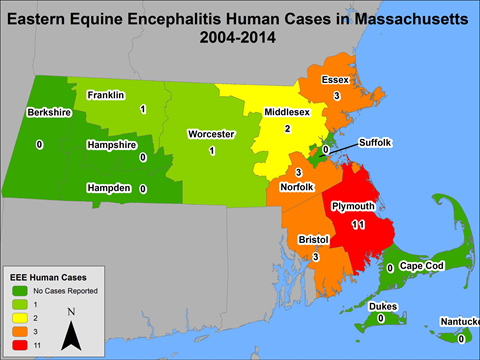 Eastern Equine Encephalitis Human Cases in Massachusetts
2004-2014
Essex
3
Franklin
1
Berkshire
0
Middlesex
2
Worcester
1
Hampshire
0
Suffolk
0
Hampden 0
3
Norfolk
Plymouth
11
Bristol
3
0
Cape Cod
Dukes
0
Nantucke
0
EEE Human Cases
No Cases Reported
1
2
3
11
N